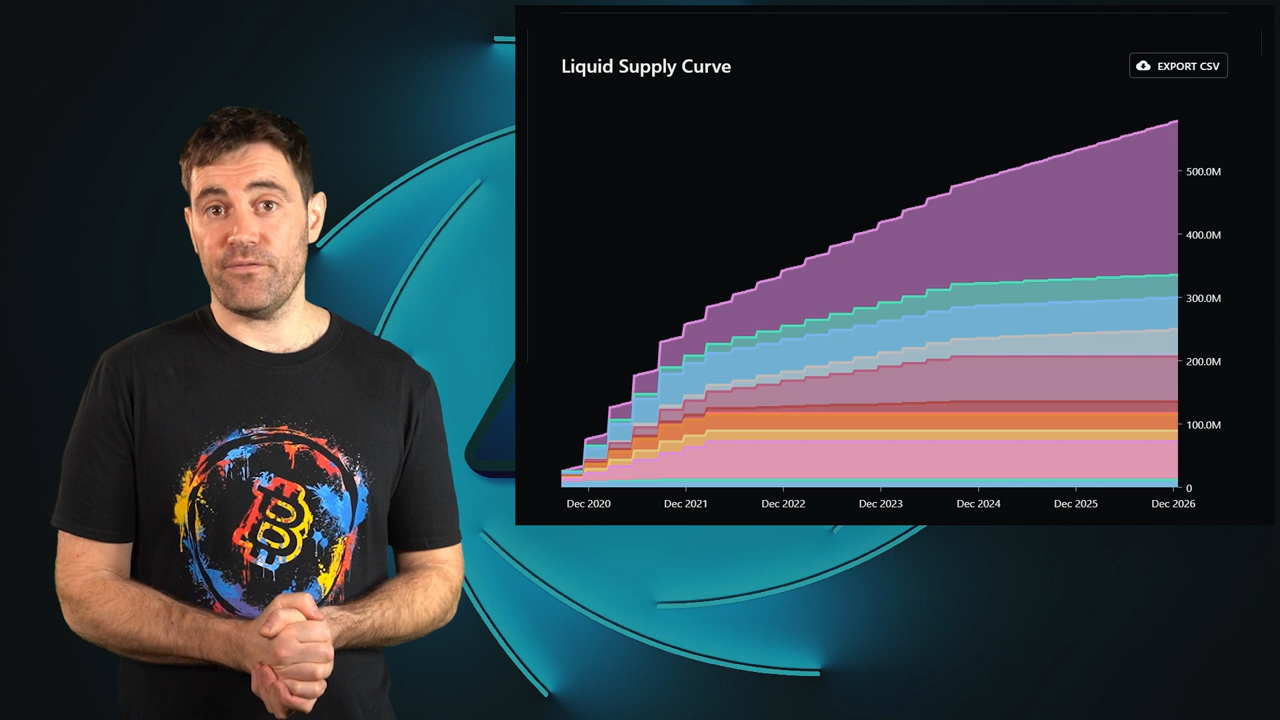 Liquid Supply Curve
EXPORT CSV
500.0M
400.0M
300.0M
200.0M
100.0M
0
Dec 2020 Dec 2021 Dec 2022 Dec 2023 Dec 2024 Dec 2025 Dec 2026
B